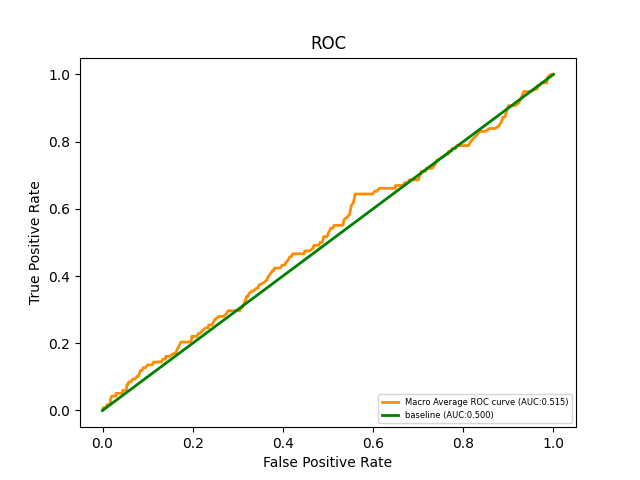 ROC
True Positive Rate
1.0
0.8
0.6
0.4
0.2
0.0
Macro Average ROC curve (AUC:0.515)
baseline (AUC:0.500)
0.0 0.2 0.4 0.6 0.8 1.0
False Positive Rate